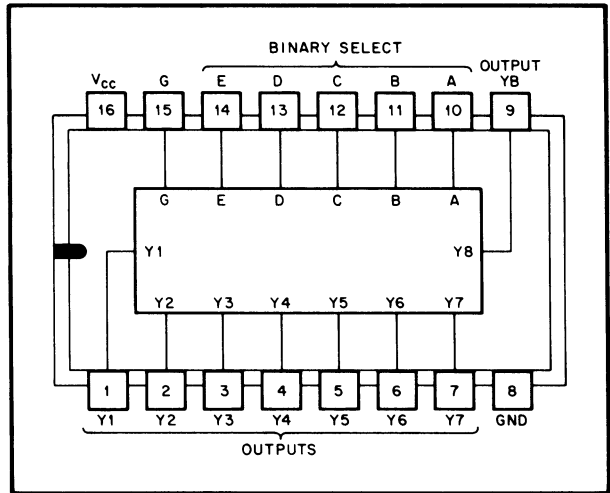 BINARY SELECT
OUTPUT
VCC G E D C B A YB
16 15 14 13 12 11 10 9
G E D C B A
Y1 Y8
Y2 Y3 Y4 Y5 Y6 Y7
1 2 3 4 5 6 7 8
Y1 Y2 Y3 Y4 Y5 Y6 Y7 GND
OUTPUTS